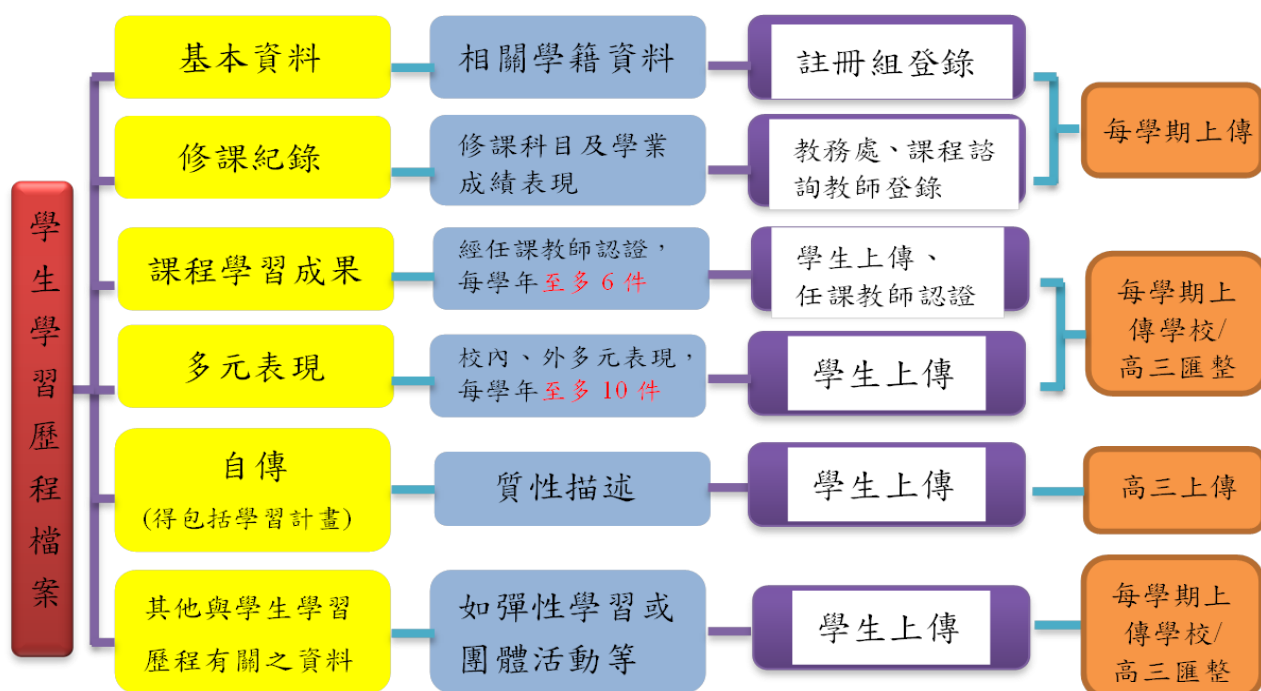 學生學習歷程檔案
基本資料
相關學籍資料
註冊組登錄
每學期上傳
修課紀錄
修課科目及學業
成績表現
教務處、課程諮
詢教師登錄
課程學習成果
經任課教師認證，
每學年至多 6 件
學生上傳、
任課教師認證
每學期上
傳學校/
高三匯整
多元表現
校內、外多元表現，
每學年至多 10 件
學生上傳
自傳
(得包括學習計畫)
質性描述
學生上傳
高三上傳
其他與學生學習
歷程有關之資料
如彈性學習或
團體活動等
學生上傳
每學期上
傳學校/
高三匯整